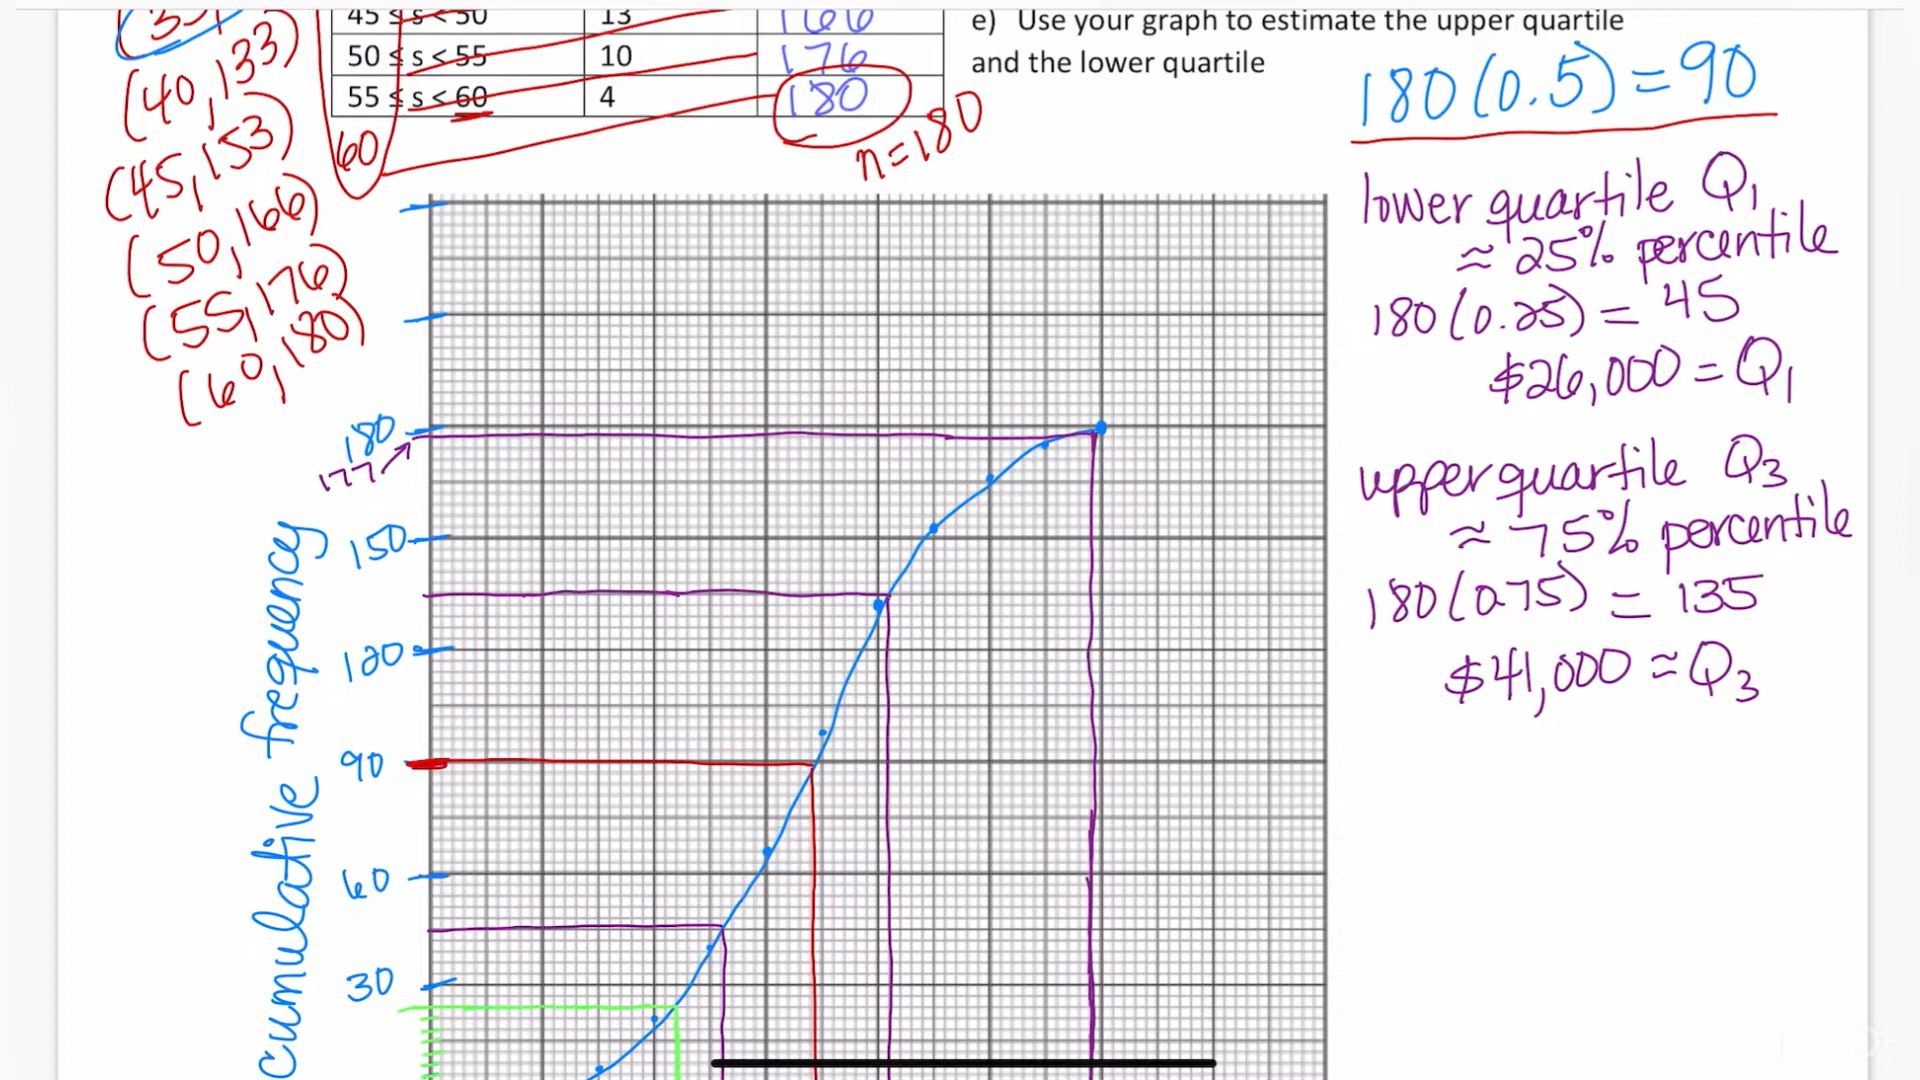 45 ≤ s < 50 13 166
50 ≤ s < 55 10 176
55 ≤ s < 60 4 180
60
n=180
(35,
(40,133)
(45,153)
(50,166)
(55,176)
(60,180)
e) Use your graph to estimate the upper quartile
and the lower quartile
180(0.5)=90
lower quartile Q1
≈ 25% percentile
180(0.25) = 45
$26,000 = Q1
upper quartile Q3
≈ 75% percentile
180(0.75) = 135
$41,000 ≈ Q3
180
177
150
120
90
60
30
cumulative frequency